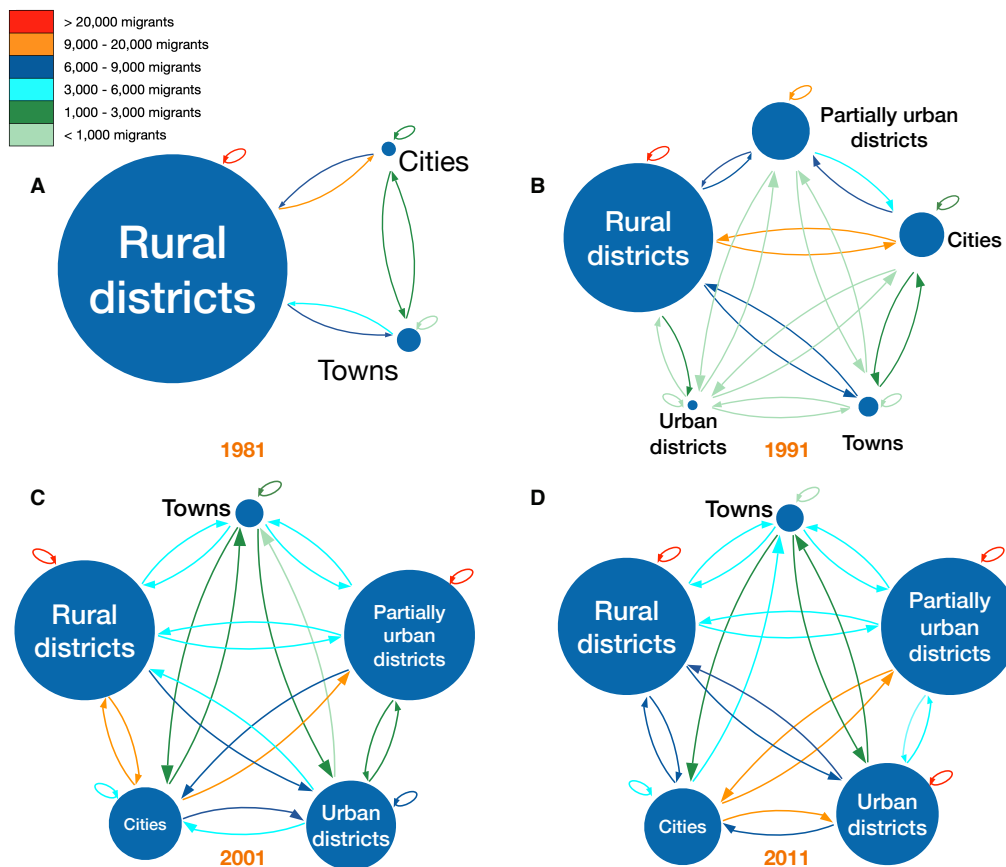 > 20,000 migrants
9,000 - 20,000 migrants
6,000 - 9,000 migrants
3,000 - 6,000 migrants
1,000 - 3,000 migrants
< 1,000 migrants
A
Rural
districts
Cities
Towns
1981
B
Partially urban
districts
Rural
districts
Cities
Urban
districts
Towns
1991
C
Towns
Rural
districts
Partially
urban
districts
Cities
Urban
districts
2001
D
Towns
Rural
districts
Partially
urban
districts
Cities
Urban
districts
2011